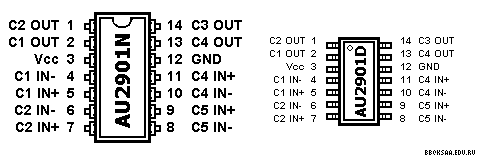 C2 OUT 1 14 C3 OUT
C1 OUT 2 13 C4 OUT
Vcc 3 12 GND
C1 IN- 4 11 C4 IN+
C1 IN+ 5 10 C4 IN-
C2 IN- 6 9 C5 IN+
C2 IN+ 7 8 C5 IN-
AU2901N
C2 OUT 1 14 C3 OUT
C1 OUT 2 13 C4 OUT
Vcc 3 12 GND
C1 IN- 4 11 C4 IN+
C1 IN+ 5 10 C4 IN-
C2 IN- 6 9 C5 IN+
C2 IN+ 7 8 C5 IN-
AU2901D